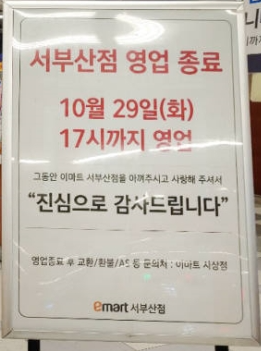 서부산점 영업 종료
10월 29일(화)
17시까지 영업
그동안 이마트 서부산점을 아껴주시고 사랑해 주셔서
“진심으로 감사드립니다”
영업종료 후 교환/환불/AS 등 문의처 : 이마트 사상점
emart 서부산점